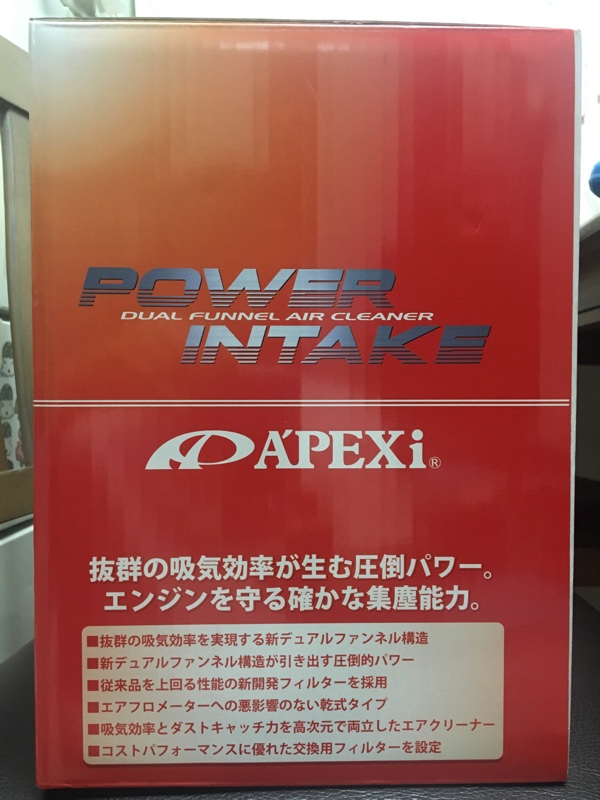 POWER
DUAL FUNNEL AIR CLEANER
INTAKE
A'PEXi®
抜群の吸気効率が生む圧倒パワー。
エンジンを守る確かな集塵能力。
■抜群の吸気効率を実現する新デュアルファンネル構造
■新デュアルファンネル構造が引き出す圧倒的パワー
■従来品を上回る性能の新開発フィルターを採用
■エアフロメーターへの悪影響のない乾式タイプ
■吸気効率とダストキャッチ力を高次元で両立したエアクリーナー
■コストパフォーマンスに優れた交換用フィルターを設定